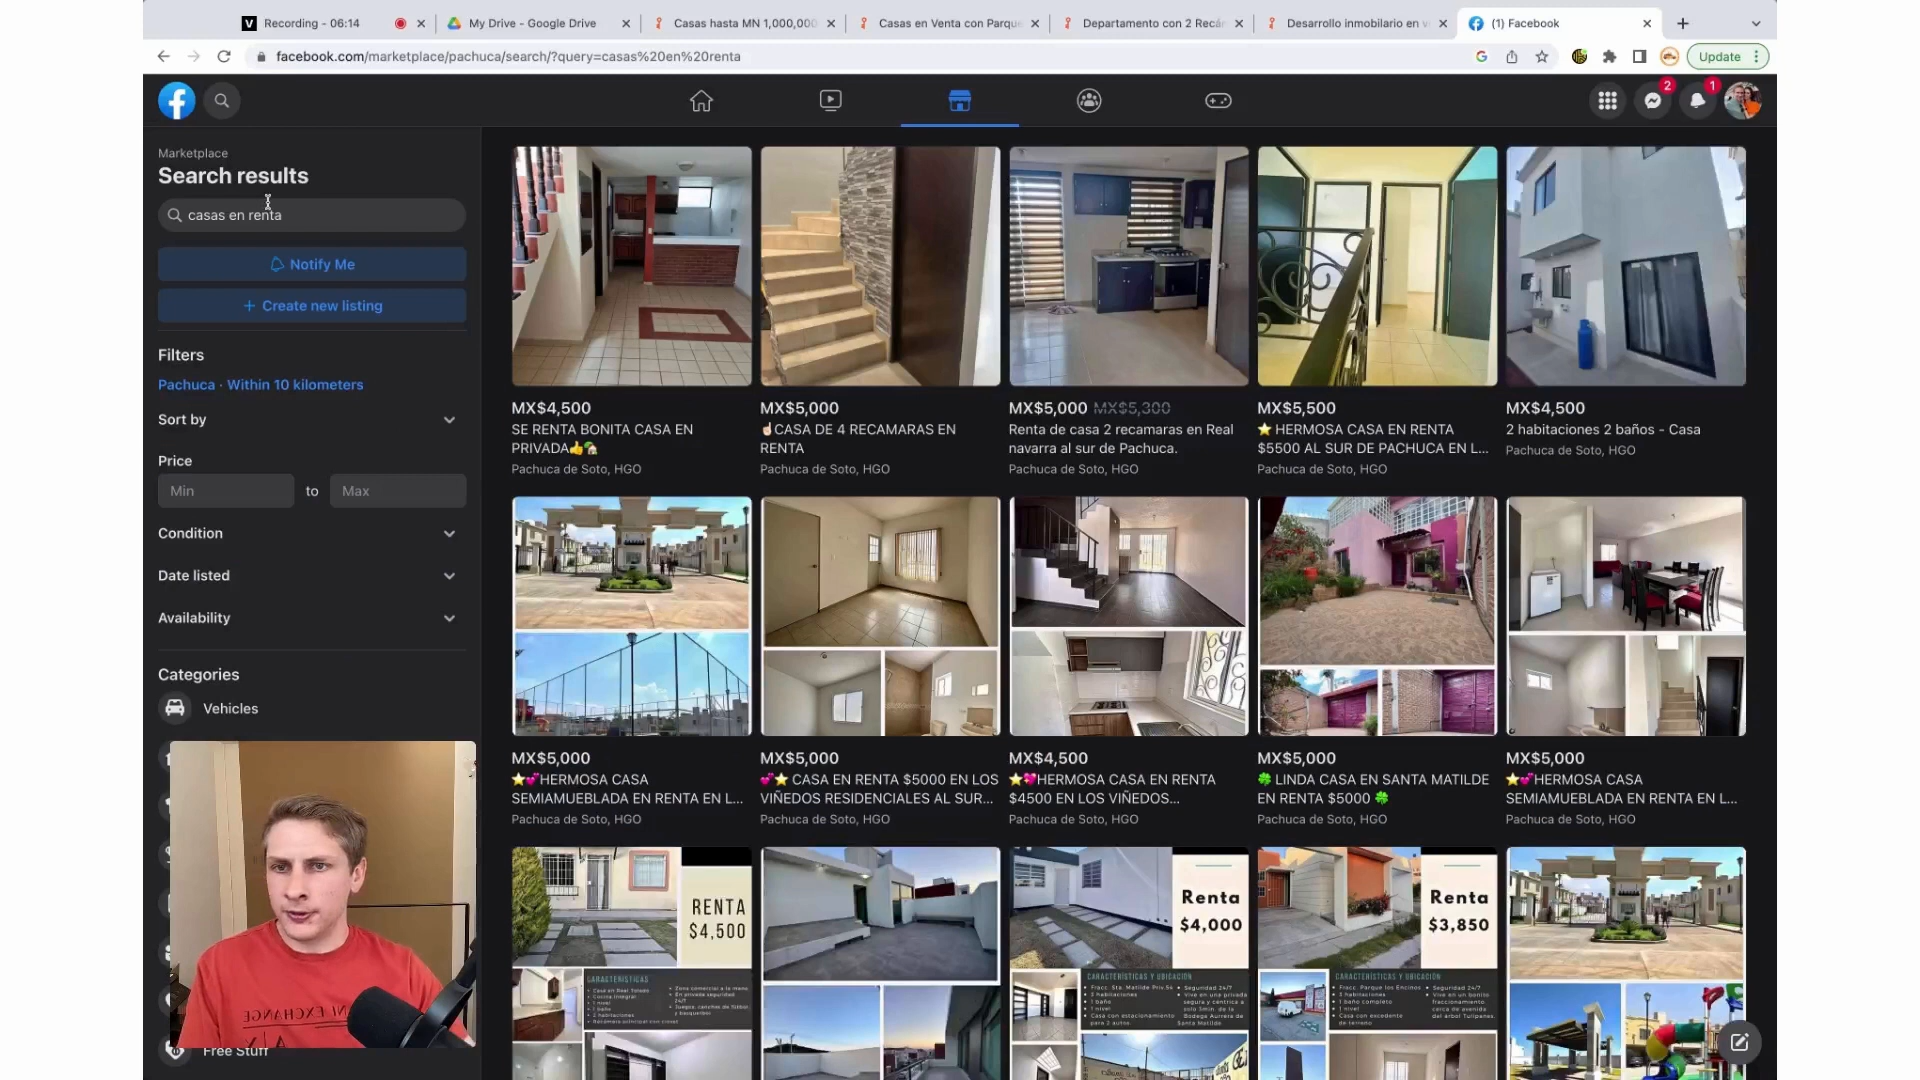 Recording - 06:14
My Drive - Google Drive
Casas hasta MN 1,000,000
Casas en Venta con Parque
Departamento con 2 Recá
Desarrollo inmobilario en v
(1) Facebook
facebook.com/marketplace/pachuca/search/?query=casas%20en%20renta
Update
2
1
Marketplace
Search results
casas en renta
Notify Me
+ Create new listing
Filters
Pachuca · Within 10 kilometers
Sort by
Price
Min
to
Max
Condition
Date listed
Availability
Categories
Vehicles
Free Stuff
MX$4,500
SE RENTA BONITA CASA EN
PRIVADA👍🏡
Pachuca de Soto, HGO
MX$5,000
☝CASA DE 4 RECAMARAS EN
RENTA
Pachuca de Soto, HGO
MX$5,000 MX$5,300
Renta de casa 2 recamaras en Real
navarra al sur de Pachuca.
Pachuca de Soto, HGO
MX$5,500
⭐ HERMOSA CASA EN RENTA
$5500 AL SUR DE PACHUCA EN L...
Pachuca de Soto, HGO
MX$4,500
2 habitaciones 2 baños - Casa
Pachuca de Soto, HGO
MX$5,000
⭐💕HERMOSA CASA
SEMIAMUEBLADA EN RENTA EN L...
Pachuca de Soto, HGO
MX$5,000
💕⭐ CASA EN RENTA $5000 EN LOS
VIÑEDOS RESIDENCIALES AL SUR...
Pachuca de Soto, HGO
MX$4,500
⭐💖HERMOSA CASA EN RENTA
$4500 EN LOS VIÑEDOS...
Pachuca de Soto, HGO
MX$5,000
🍀 LINDA CASA EN SANTA MATILDE
EN RENTA $5000 🍀
Pachuca de Soto, HGO
MX$5,000
⭐💕HERMOSA CASA
SEMIAMUEBLADA EN RENTA EN L...
Pachuca de Soto, HGO
RENTA
$4,500
CARACTERÍSTICAS
Renta
$4,000
CARACTERÍSTICAS Y UBICACIÓN
Renta
$3,850
CARACTERÍSTICAS Y UBICACIÓN